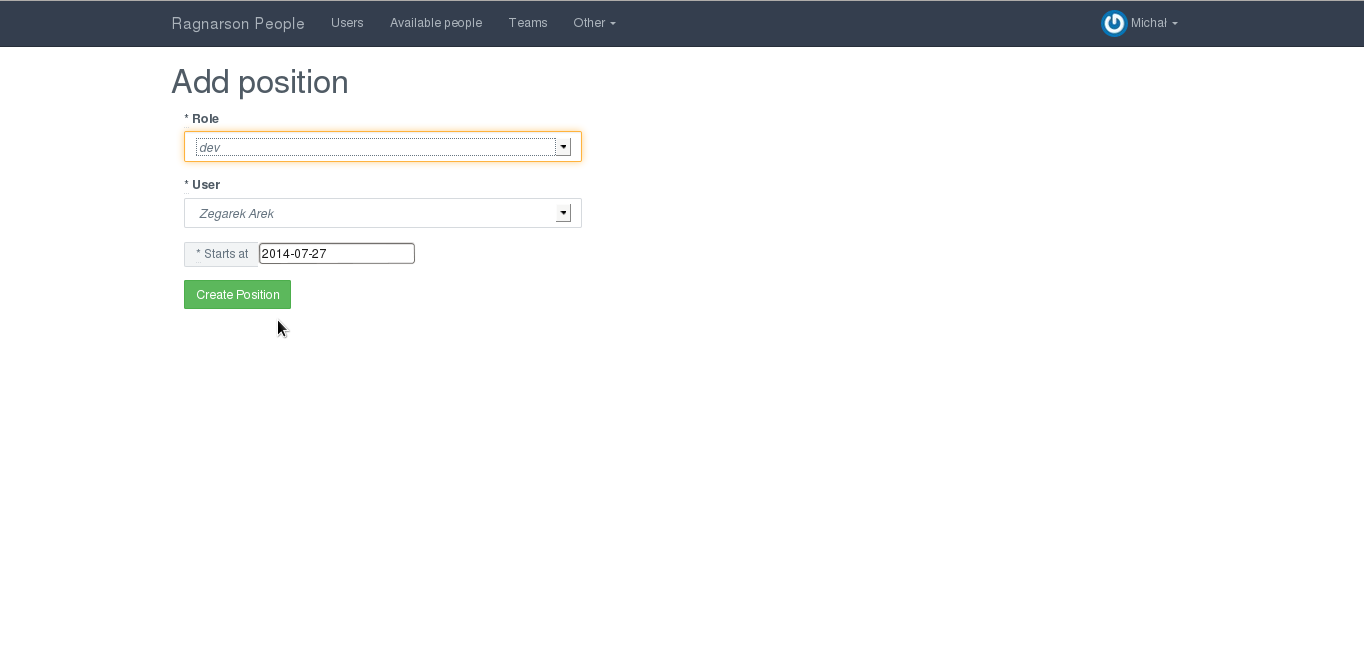 Ragnarson People Users Available people Teams Other Michał
Add position
* Role
dev
* User
Zegarek Arek
* Starts at 2014-07-27
Create Position